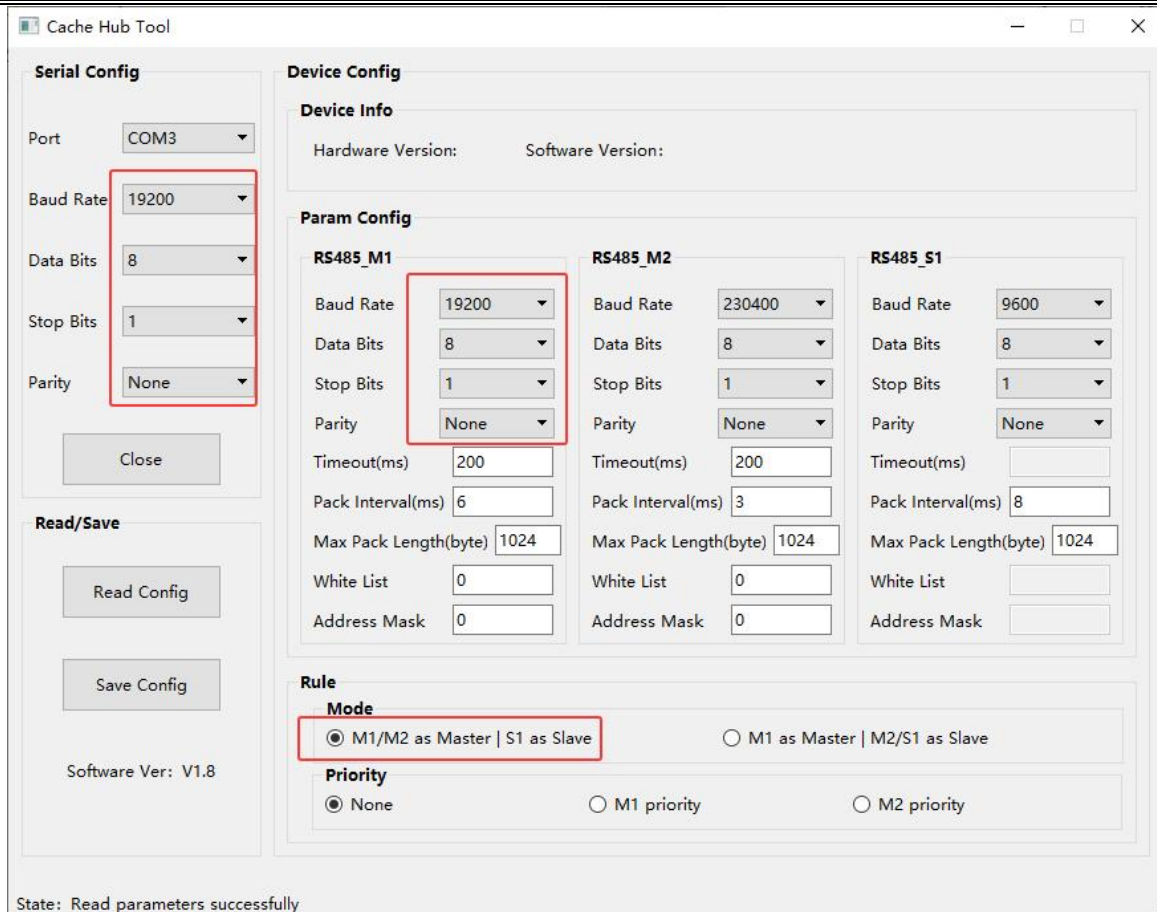 Cache Hub Tool
Serial Config
Port COM3
Baud Rate 19200
Data Bits 8
Stop Bits 1
Parity None
Close
Read/Save
Read Config
Save Config
Software Ver: V1.8
Device Config
Device Info
Hardware Version: Software Version:
Param Config
RS485_M1
Baud Rate 19200
Data Bits 8
Stop Bits 1
Parity None
Timeout(ms) 200
Pack Interval(ms) 6
Max Pack Length(byte) 1024
White List 0
Address Mask 0
RS485_M2
Baud Rate 230400
Data Bits 8
Stop Bits 1
Parity None
Timeout(ms) 200
Pack Interval(ms) 3
Max Pack Length(byte) 1024
White List 0
Address Mask 0
RS485_S1
Baud Rate 9600
Data Bits 8
Stop Bits 1
Parity None
Timeout(ms)
Pack Interval(ms) 8
Max Pack Length(byte) 1024
White List
Address Mask
Rule
Mode
M1/M2 as Master | S1 as Slave M1 as Master | M2/S1 as Slave
Priority
None M1 priority M2 priority
State: Read parameters successfully